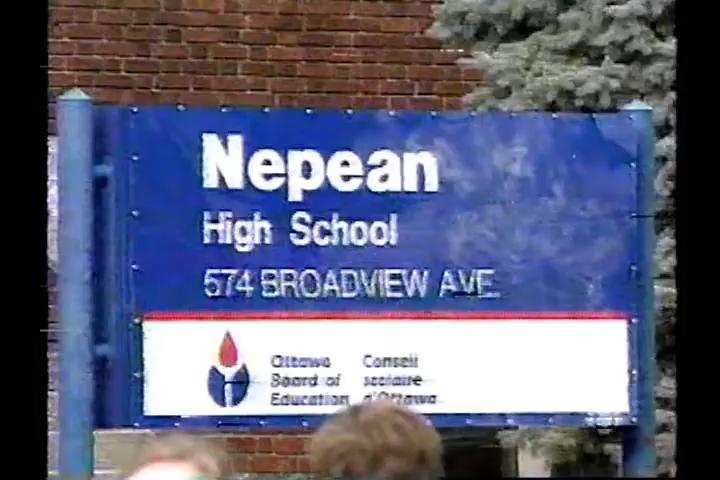 Nepean
High School
574 BROADVIEW AVE.
Ottawa Conseil
Board of scolaire
Education d'Ottawa